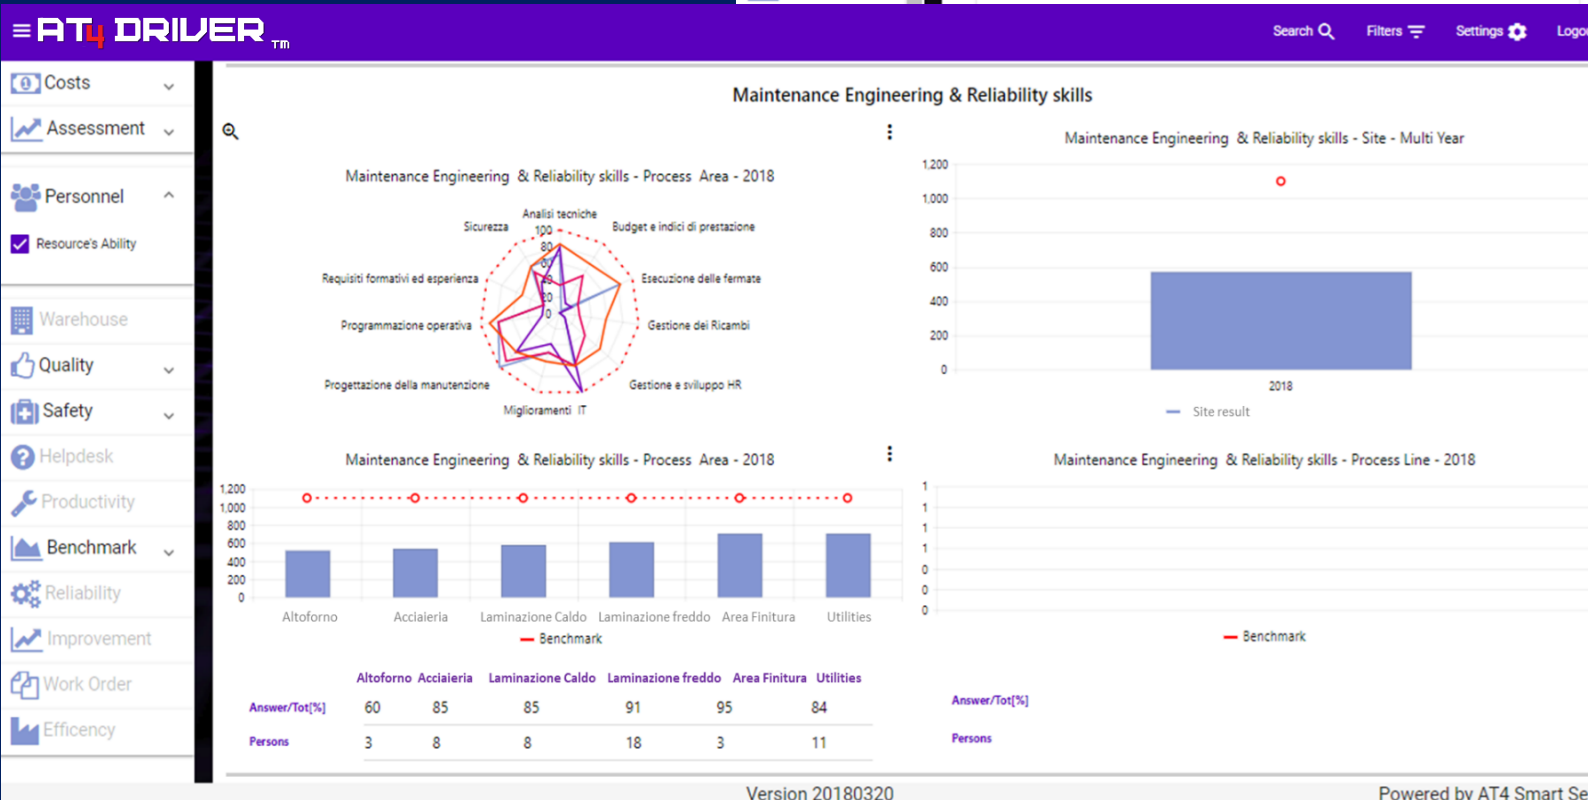 AT4 DRIVER TM
Search
Filters
Settings
Costs
Assessment
Personnel
Resource's Ability
Warehouse
Quality
Safety
Helpdesk
Productivity
Benchmark
Reliability
Improvement
Work Order
Efficency
Maintenance Engineering & Reliability skills
Maintenance Engineering & Reliability skills - Process Area - 2018
Analisi tecniche
Sicurezza
Budget e indici di prestazione
Requisiti formativi ed esperienza
Esecuzione delle fermate
Programmazione operativa
Gestione dei Ricambi
Progettazione della manutenzione
Gestione e sviluppo HR
Miglioramenti IT
100
80
60
40
20
0
Maintenance Engineering & Reliability skills - Site - Multi Year
1,200
1,000
800
600
400
200
0
2018
Site result
Maintenance Engineering & Reliability skills - Process Area - 2018
1,200
1,000
800
600
400
200
0
Altoforno Acciaieria Laminazione Caldo Laminazione freddo Area Finitura Utilities
Benchmark
Altoforno Acciaieria Laminazione Caldo Laminazione freddo Area Finitura Utilities
Answer/Tot[%] 60 85 85 91 95 84
Persons 3 8 8 18 3 11
Maintenance Engineering & Reliability skills - Process Line - 2018
1
1
1
1
0
0
0
Benchmark
Answer/Tot[%]
Persons
Version 20180320
Powered by AT4 Smart Se